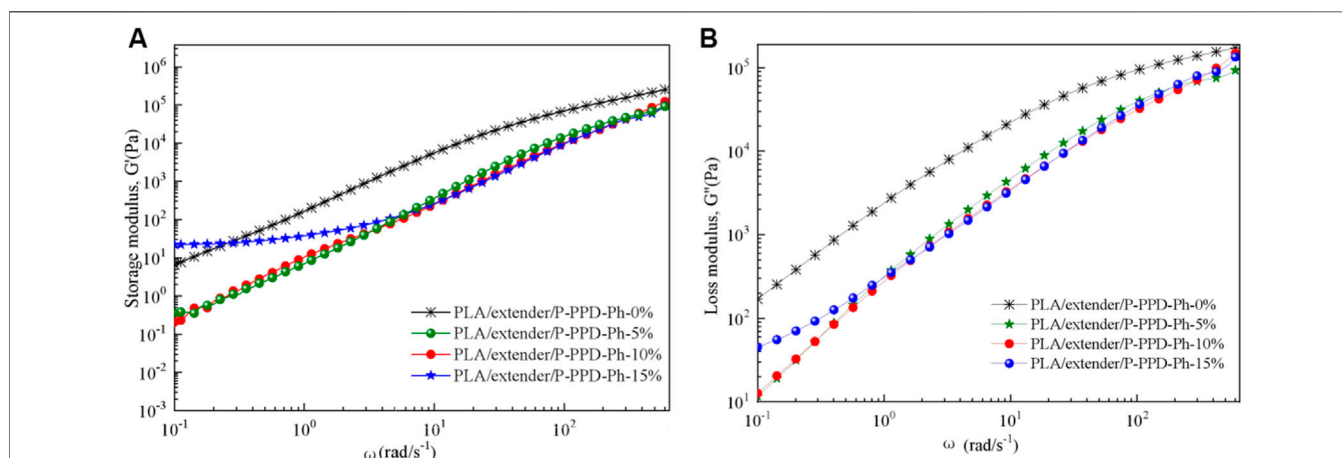 A
Storage modulus, G'(Pa)
10^6
10^5
10^4
10^3
10^2
10^1
10^0
10^-1
10^-2
10^-3
PLA/extender/P-PPD-Ph-0%
PLA/extender/P-PPD-Ph-5%
PLA/extender/P-PPD-Ph-10%
PLA/extender/P-PPD-Ph-15%
10^-1 10^0 10^1 10^2
ω(rad/s^-1)
B
Loss modulus, G''(Pa)
10^5
10^4
10^3
10^2
10^1
PLA/extender/P-PPD-Ph-0%
PLA/extender/P-PPD-Ph-5%
PLA/extender/P-PPD-Ph-10%
PLA/extender/P-PPD-Ph-15%
10^-1 10^0 10^1 10^2
ω (rad/s^-1)